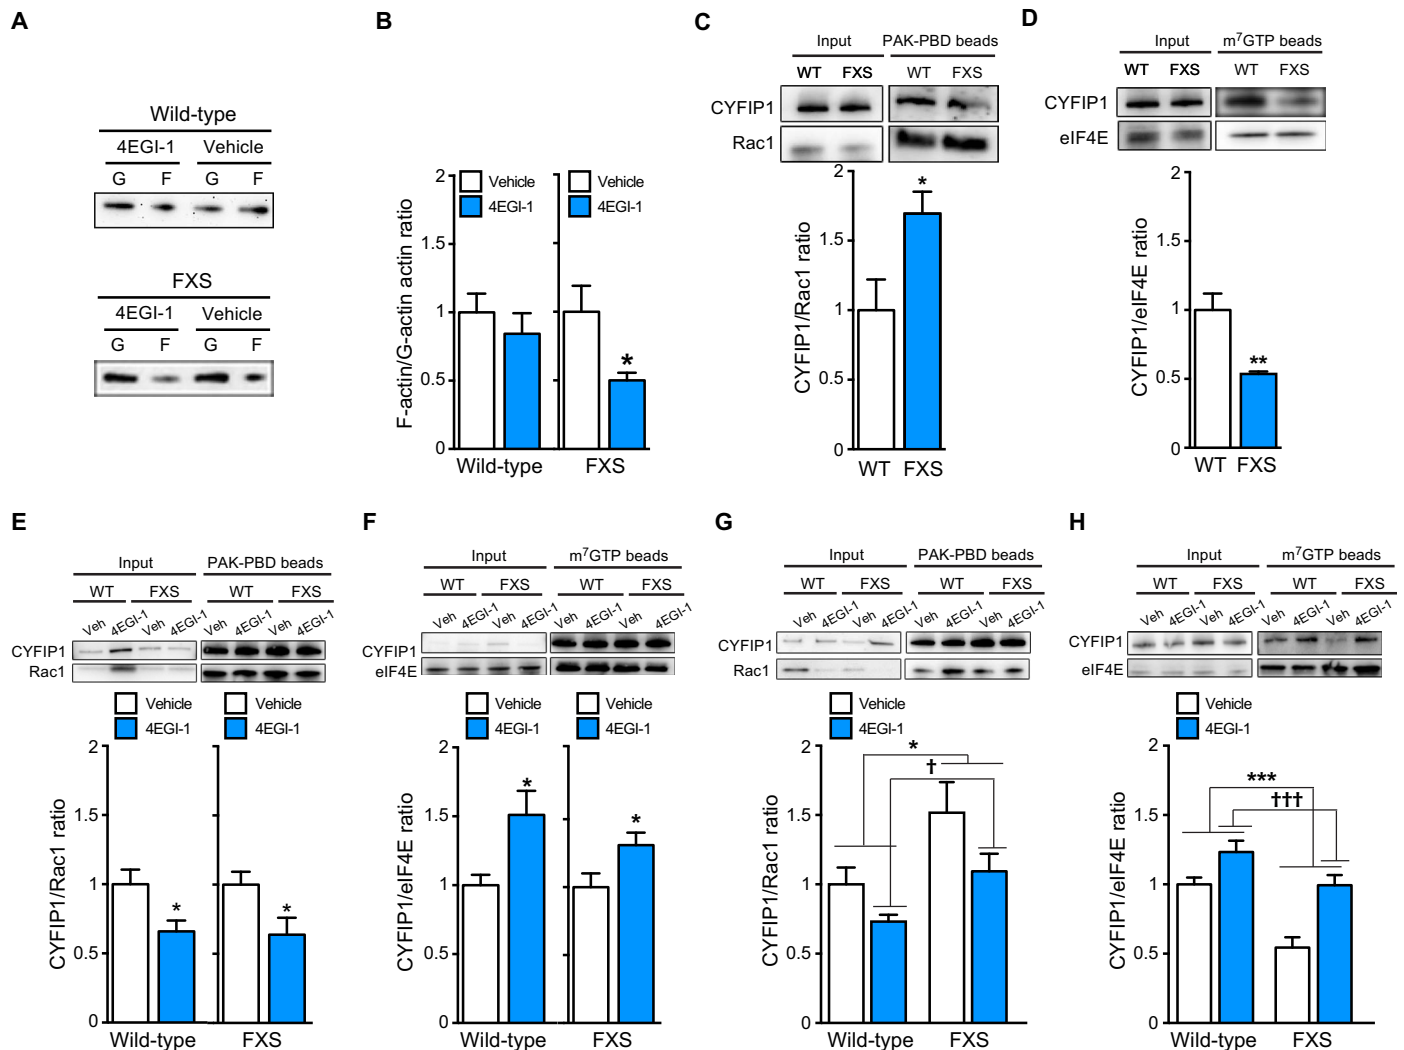 A
Wild-type
4EGI-1 Vehicle
G F G F
FXS
4EGI-1 Vehicle
G F G F
B
Vehicle Vehicle
4EGI-1 4EGI-1
F-actin/G-actin actin ratio
2
1.5
1
0.5
0
Wild-type FXS
*
C
Input PAK-PBD beads
WT FXS WT FXS
CYFIP1
Rac1
CYFIP1/Rac1 ratio
2
1.5
1
0.5
0
*
WT FXS
D
Input m⁷GTP beads
WT FXS WT FXS
CYFIP1
eIF4E
CYFIP1/eIF4E ratio
2
1.5
1
0.5
0
**
WT FXS
E
Input PAK-PBD beads
WT FXS WT FXS
Veh 4EGI-1 Veh 4EGI-1 Veh 4EGI-1 Veh 4EGI-1
CYFIP1
Rac1
Vehicle Vehicle
4EGI-1 4EGI-1
CYFIP1/Rac1 ratio
2
1.5
1
0.5
0
* *
Wild-type FXS
F
Input m⁷GTP beads
WT FXS WT FXS
Veh 4EGI-1 Veh 4EGI-1 Veh 4EGI-1 Veh 4EGI-1
CYFIP1
eIF4E
Vehicle Vehicle
4EGI-1 4EGI-1
CYFIP1/eIF4E ratio
2
1.5
1
0.5
0
* *
Wild-type FXS
G
Input PAK-PBD beads
WT FXS WT FXS
Veh 4EGI-1 Veh 4EGI-1 Veh 4EGI-1 Veh 4EGI-1
CYFIP1
Rac1
Vehicle
4EGI-1
CYFIP1/Rac1 ratio
2
1.5
1
0.5
0
*
†
Wild-type FXS
H
Input m⁷GTP beads
WT FXS WT FXS
Veh 4EGI-1 Veh 4EGI-1 Veh 4EGI-1 Veh 4EGI-1
CYFIP1
eIF4E
Vehicle
4EGI-1
CYFIP1/eIF4E ratio
2
1.5
1
0.5
0
***
†††
Wild-type FXS